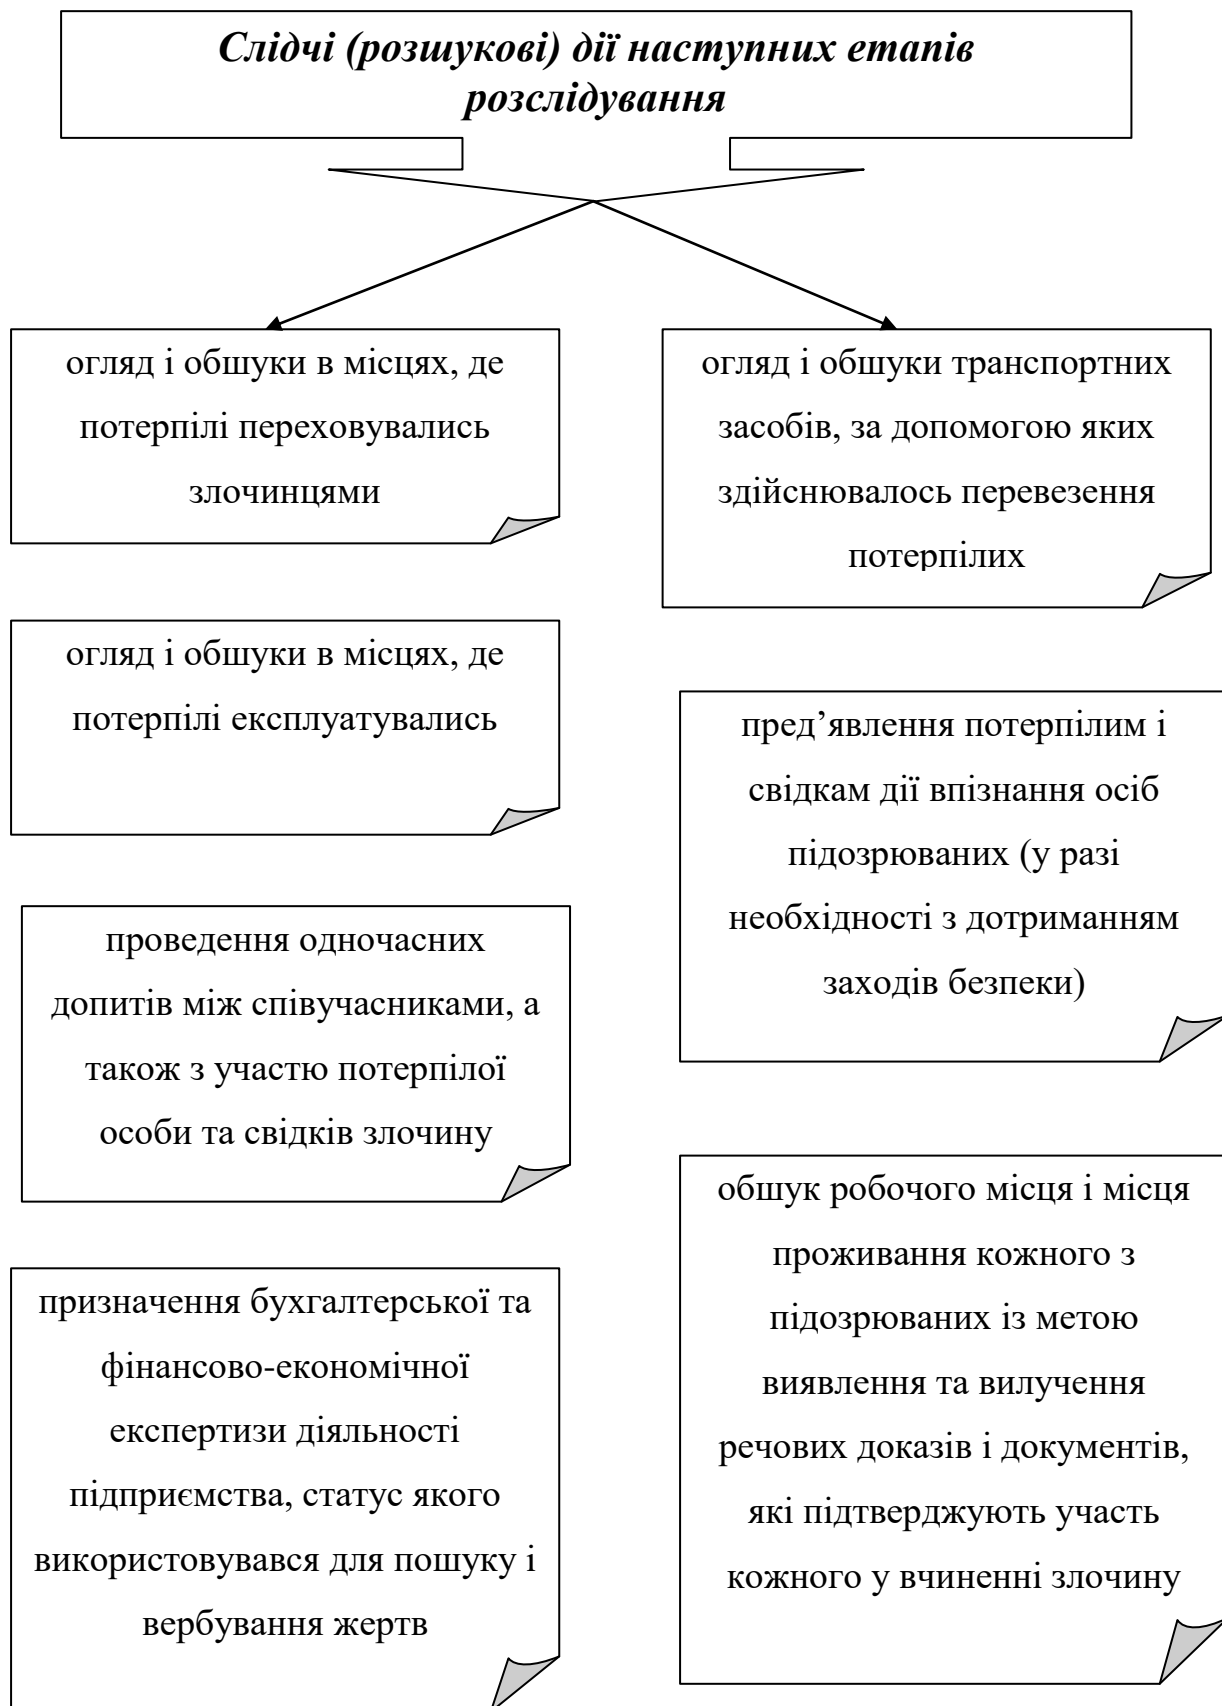 Слідчі (розшукові) дії наступних етапів
розслідування
огляд і обшуки в місцях, де
потерпілі переховувались
злочинцями
огляд і обшуки транспортних
засобів, за допомогою яких
здійснювалось перевезення
потерпілих
огляд і обшуки в місцях, де
потерпілі експлуатувались
пред’явлення потерпілим і
свідкам дії впізнання осіб
підозрюваних (у разі
необхідності з дотриманням
заходів безпеки)
проведення одночасних
допитів між співучасниками, а
також з участю потерпілої
особи та свідків злочину
обшук робочого місця і місця
проживання кожного з
підозрюваних із метою
виявлення та вилучення
речових доказів і документів,
які підтверджують участь
кожного у вчиненні злочину
призначення бухгалтерської та
фінансово-економічної
експертизи діяльності
підприємства, статус якого
використовувався для пошуку і
вербування жертв